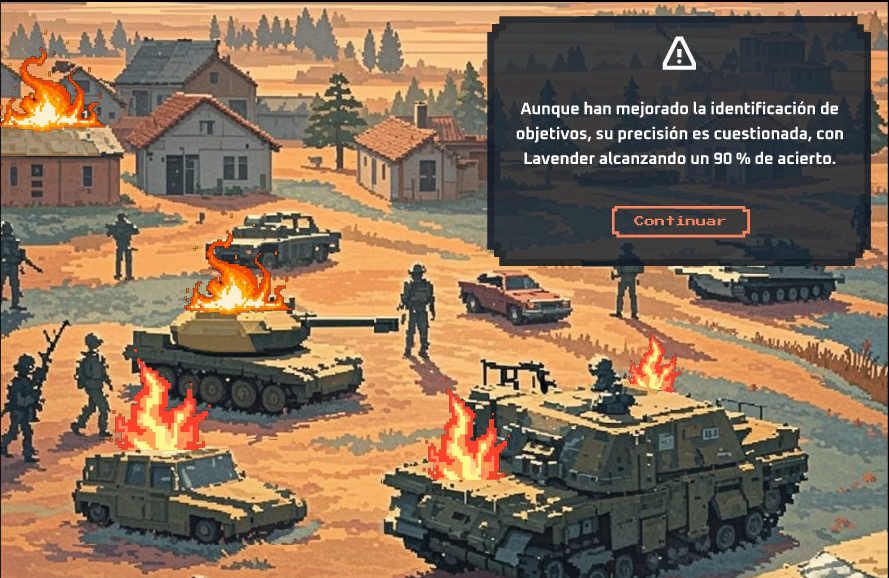 Aunque han mejorado la identificación de
objetivos, su precisión es cuestionada, con
Lavender alcanzando un 90 % de acierto.
Continuar